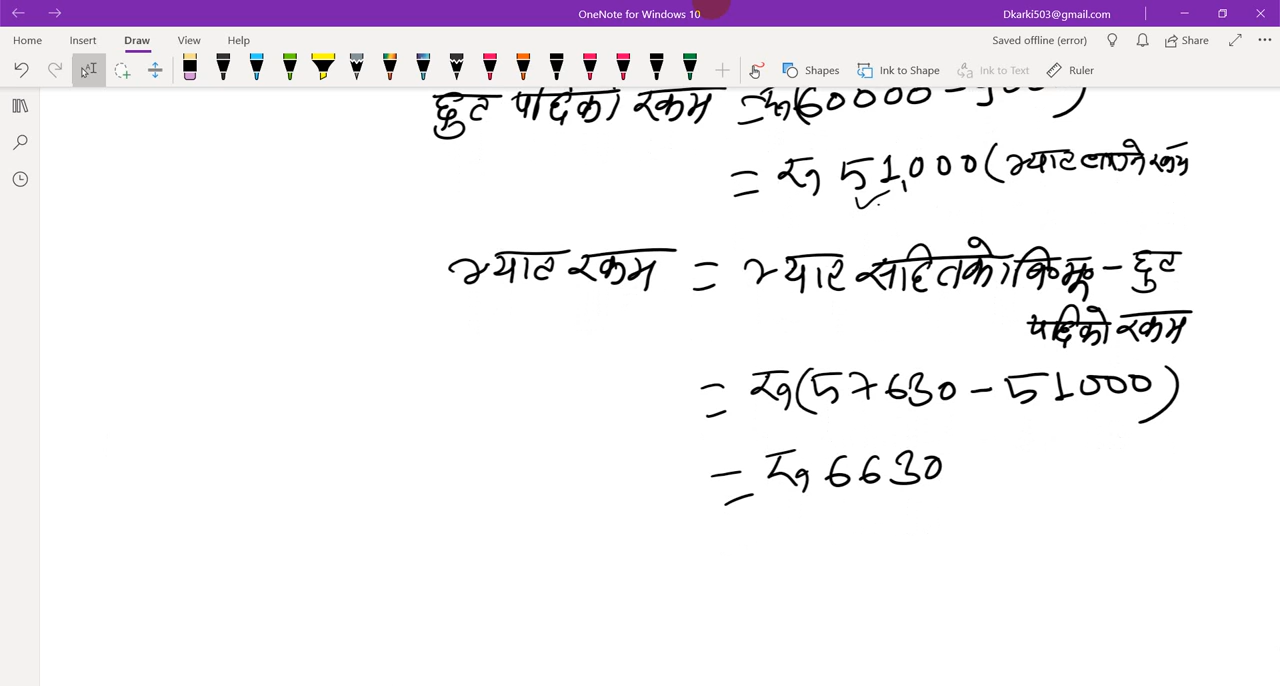 OneNote for Windows 10
Dkarki503@gmail.com
Home Insert Draw View Help
Saved offline (error) Share
Shapes Ink to Shape Ink to Text Ruler
छुट पछिको रकम = रु(60000 -
= रु 51,000 (भ्याट लाग्ने रकम
भ्याट रकम = भ्याट सहितको वि.मू. - छुट
पछिको रकम
= रु(57630 - 51000)
= रु 6630